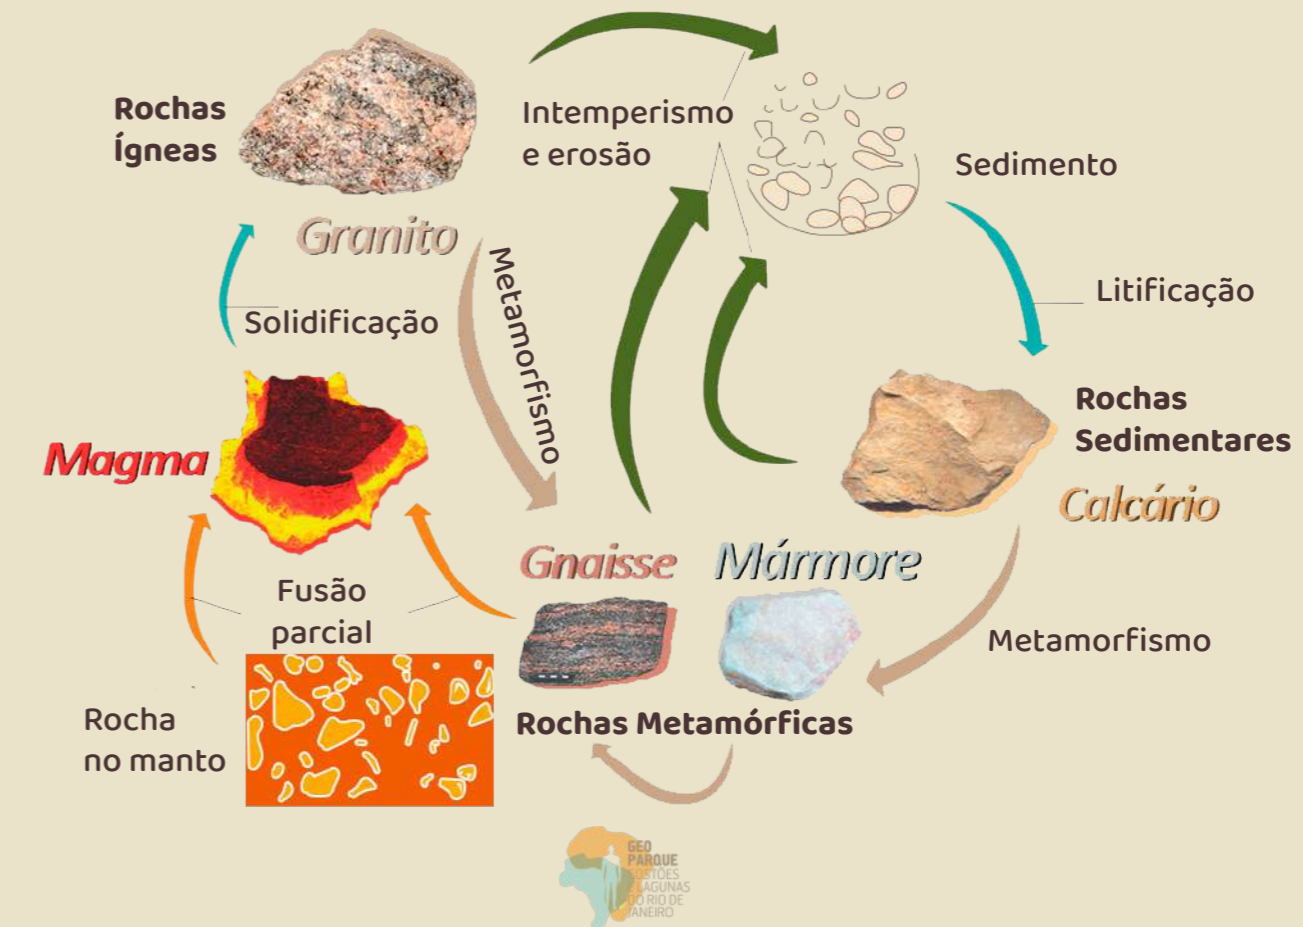 Rochas
Ígneas
Granito
Intemperismo
e erosão
Sedimento
Metamorfismo
Solidificação
Litificação
Magma
Rochas
Sedimentares
Calcário
Gnaisse
Mármore
Fusão
parcial
Metamorfismo
Rochas Metamórficas
Rocha
no manto
GEO
PARQUE
COSTÕES
E LAGUNAS
DO RIO DE
JANEIRO